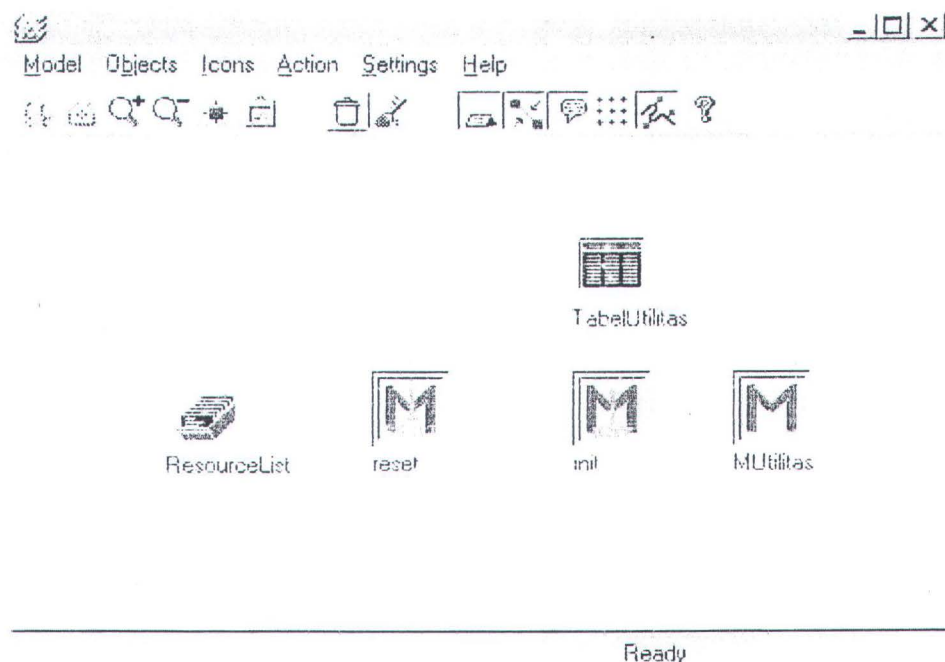 Model Objects Icons Action Settings Help
TabelUtilitas
ResourceList reset init MUtilitas
Ready